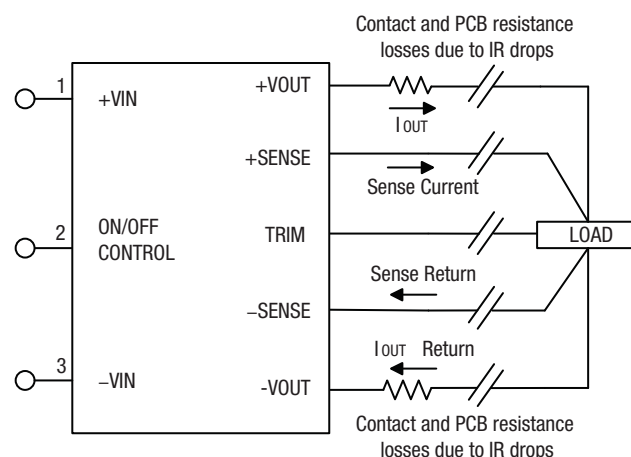 Contact and PCB resistance
losses due to IR drops
1
+VIN
+VOUT
IOUT
+SENSE
Sense Current
2
ON/OFF
CONTROL
TRIM
LOAD
Sense Return
−SENSE
IOUT Return
3
−VIN
-VOUT
Contact and PCB resistance
losses due to IR drops